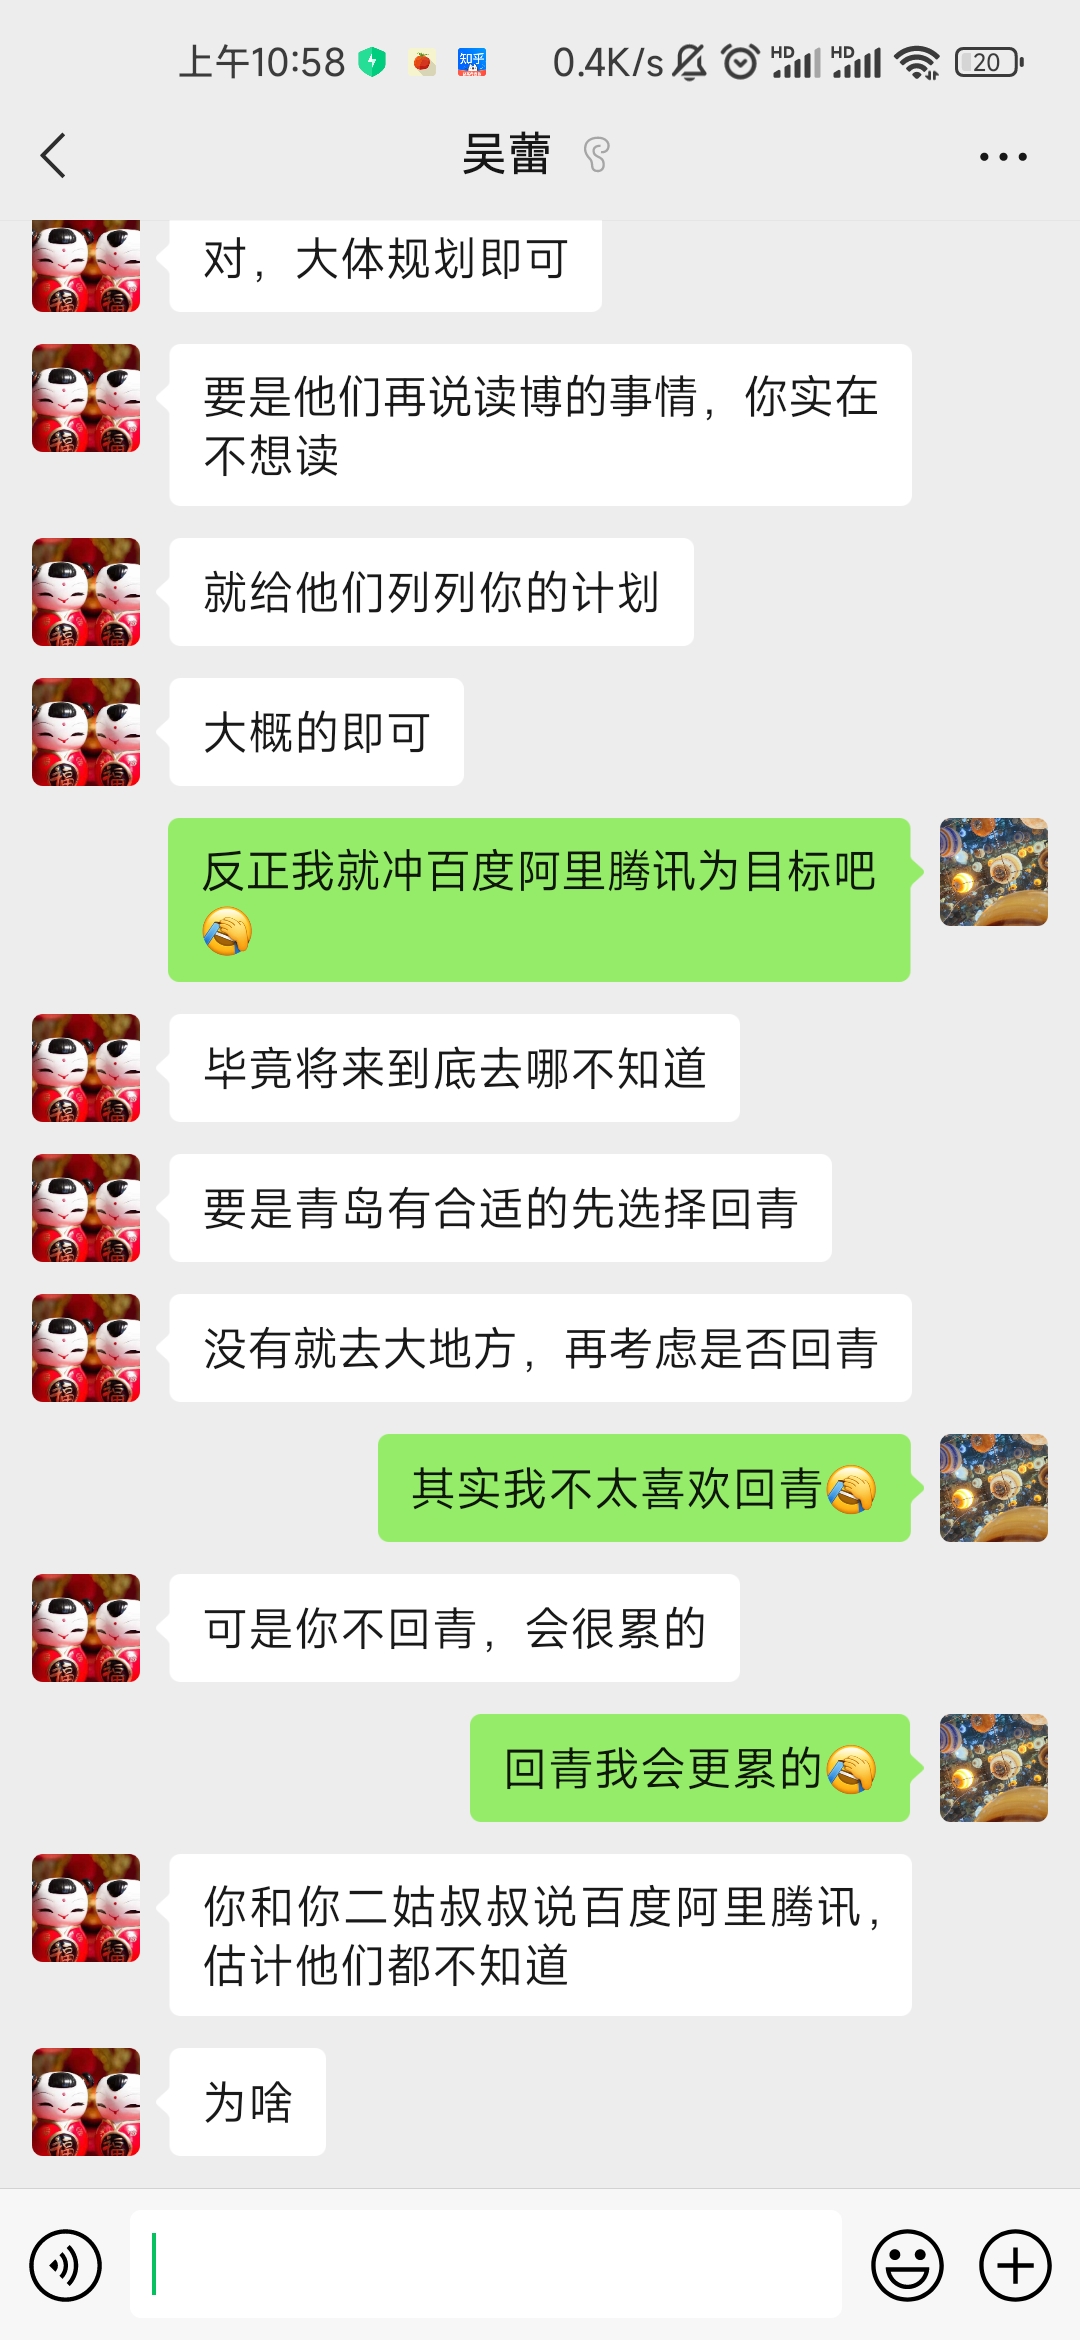 上午10:58 知乎 0.4K/s HD HD 20
吴蕾
对，大体规划即可
要是他们再说读博的事情，你实在
不想读
就给他们列列你的计划
大概的即可
反正我就冲百度阿里腾讯为目标吧
🤦
毕竟将来到底去哪不知道
要是青岛有合适的先选择回青
没有就去大地方，再考虑是否回青
其实我不太喜欢回青🤦
可是你不回青，会很累的
回青我会更累的🤦
你和你二姑叔叔说百度阿里腾讯，
估计他们都不知道
为啥